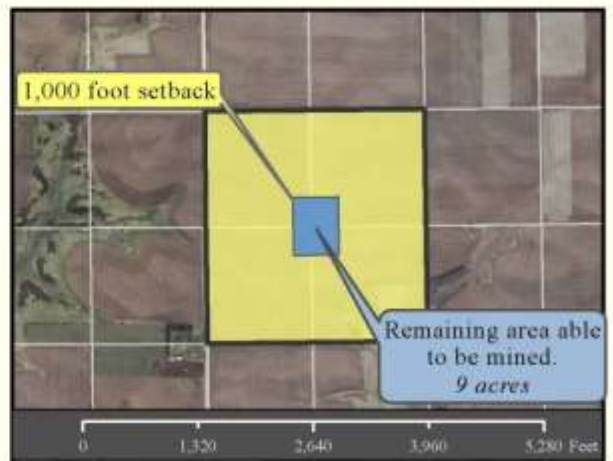 1,000 foot setback
Remaining area able
to be mined.
9 acres
0 1,320 2,640 3,960 5,280 Feet